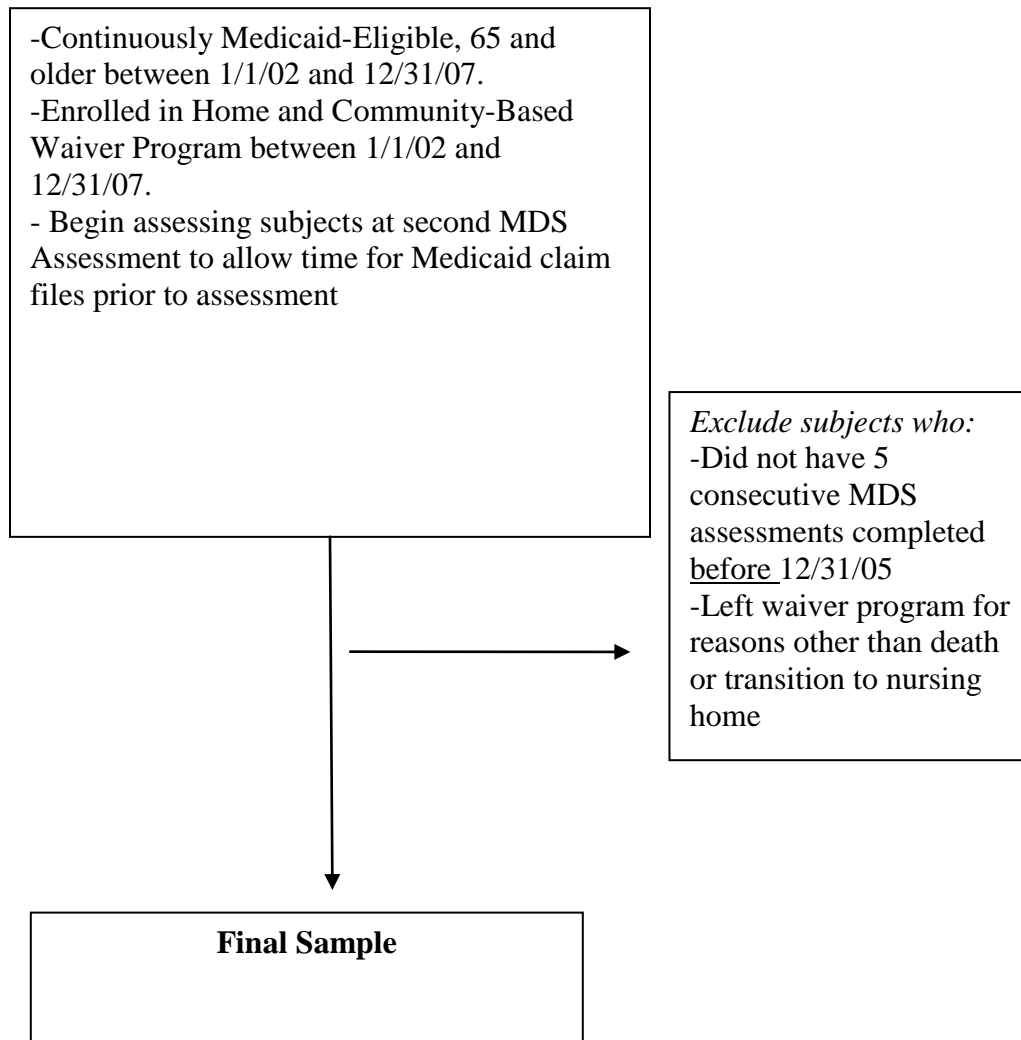 -Continuously Medicaid-Eligible, 65 and
older between 1/1/02 and 12/31/07.
-Enrolled in Home and Community-Based
Waiver Program between 1/1/02 and
12/31/07.
- Begin assessing subjects at second MDS
Assessment to allow time for Medicaid claim
files prior to assessment
Exclude subjects who:
-Did not have 5
consecutive MDS
assessments completed
before 12/31/05
-Left waiver program for
reasons other than death
or transition to nursing
home
Final Sample